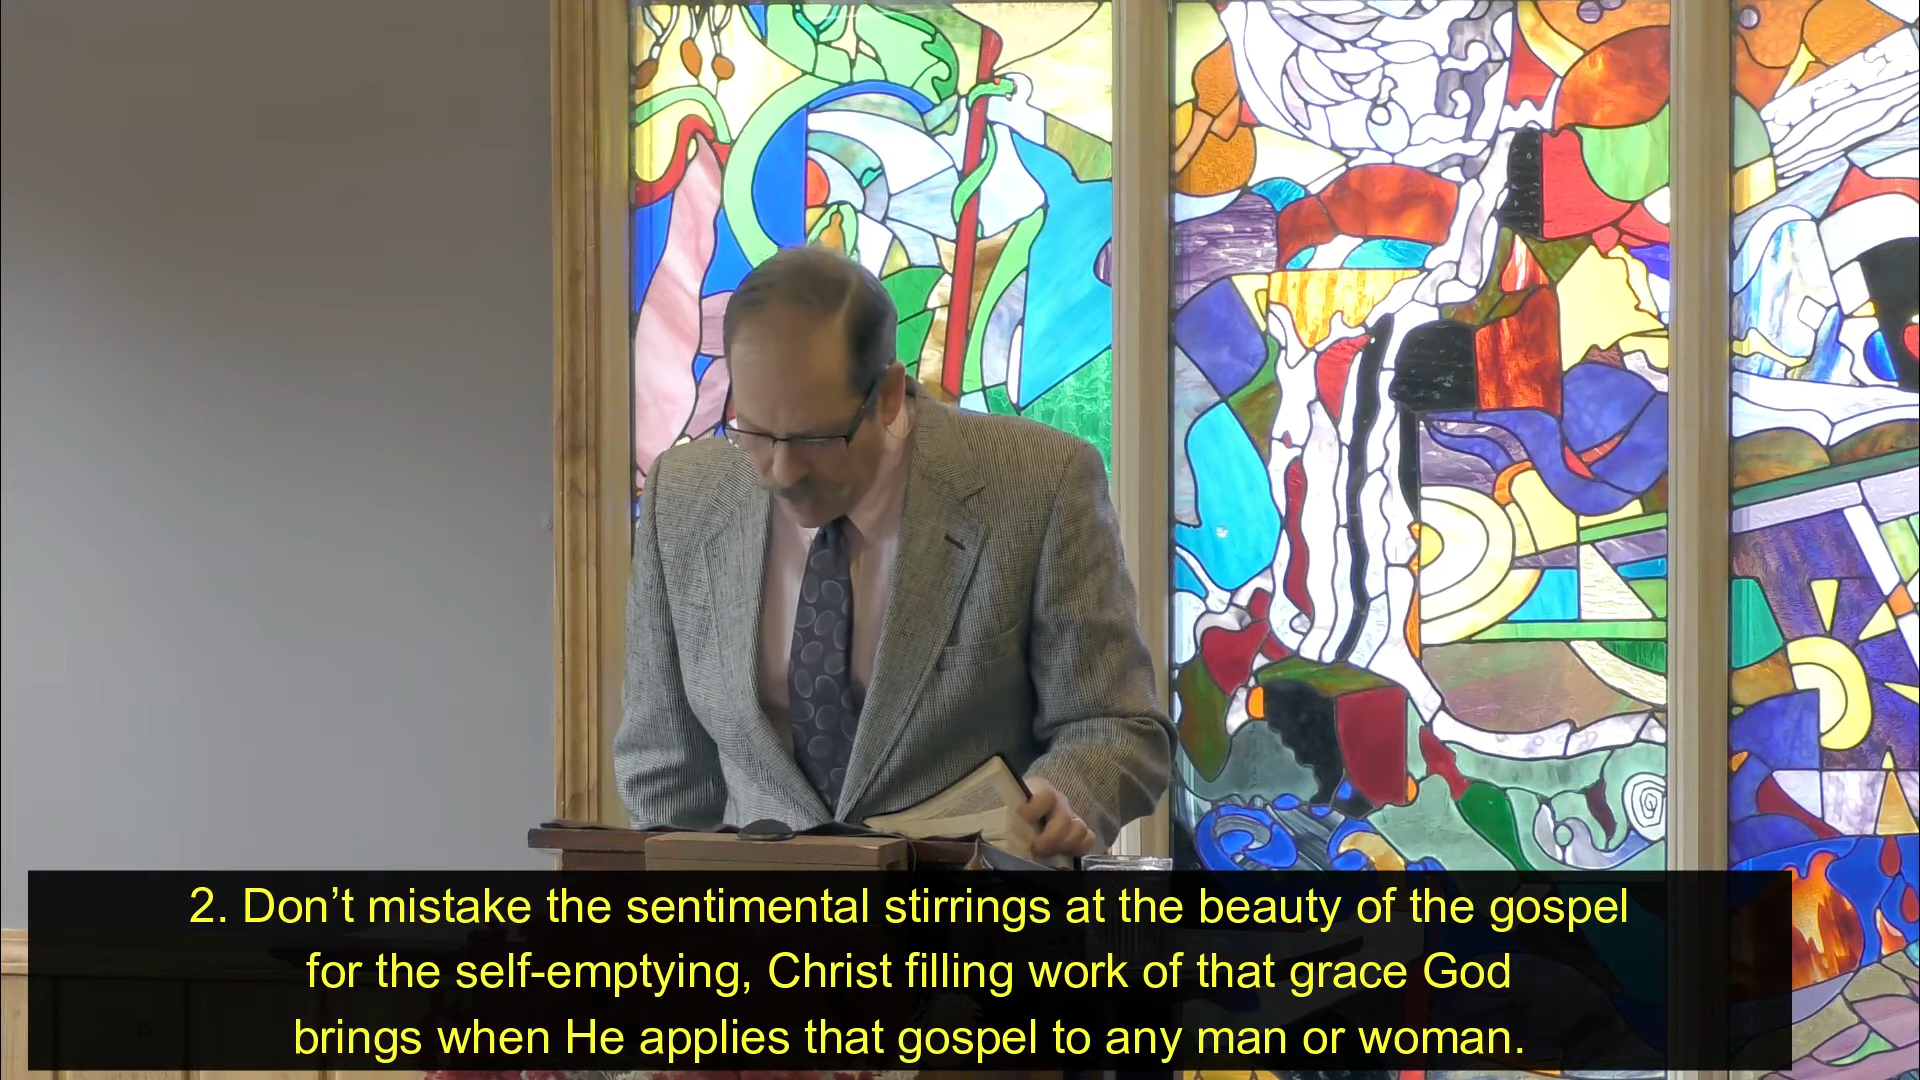 2. Don’t mistake the sentimental stirrings at the beauty of the gospel
for the self-emptying, Christ filling work of that grace God
brings when He applies that gospel to any man or woman.